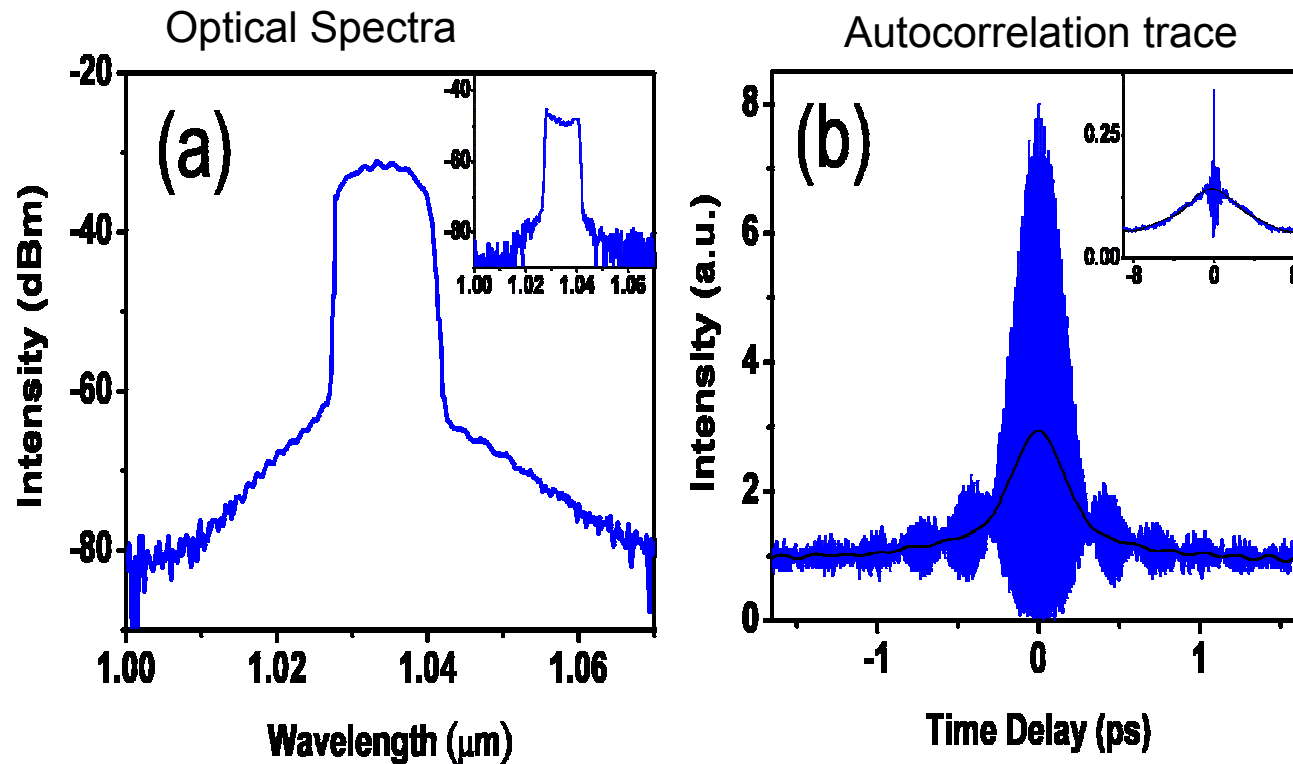 Optical Spectra
Autocorrelation trace
(a)
Intensity (dBm)
-20
-40
-60
-80
1.00 1.02 1.04 1.06
Wavelength (μm)
-40
-60
-80
1.00 1.02 1.04 1.06
(b)
Intensity (a.u.)
8
6
4
2
0
-1 0 1
Time Delay (ps)
0.25
0.00
-8 0 8